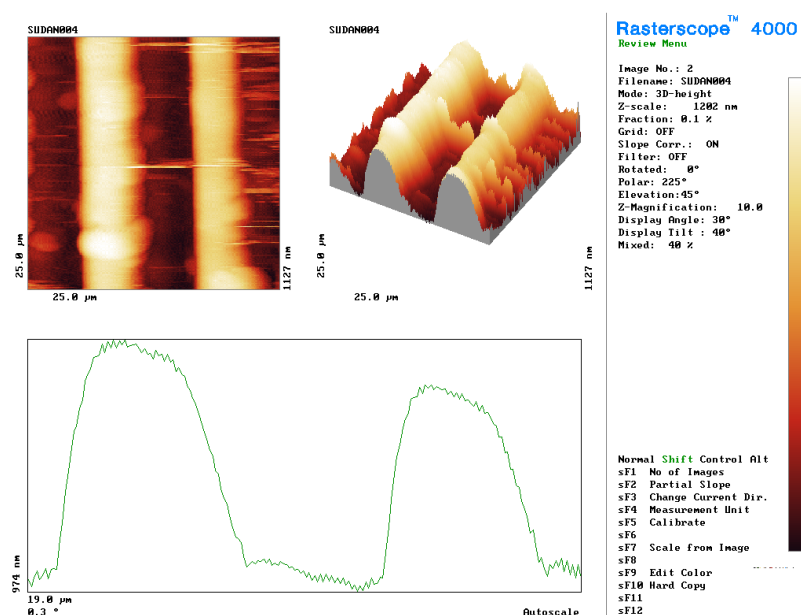 SUDAN004
25.0 µm
25.0 µm
1127 nm
SUDAN004
25.0 µm
25.0 µm
1127 nm
974 nm
19.0 µm
0.3 °
Autoscale
Rasterscope™ 4000
Review Menu
Image No.: 2
Filename: SUDAN004
Mode: 3D-height
Z-scale: 1202 nm
Fraction: 0.1 %
Grid: OFF
Slope Corr.: ON
Filter: OFF
Rotated: 0°
Polar: 225°
Elevation:45°
Z-Magnification: 10.0
Display Angle: 30°
Display Tilt : 40°
Mixed: 40 %
Normal Shift Control Alt
sF1 No of Images
sF2 Partial Slope
sF3 Change Current Dir.
sF4 Measurement Unit
sF5 Calibrate
sF6
sF7 Scale from Image
sF8
sF9 Edit Color
sF10 Hard Copy
sF11
sF12